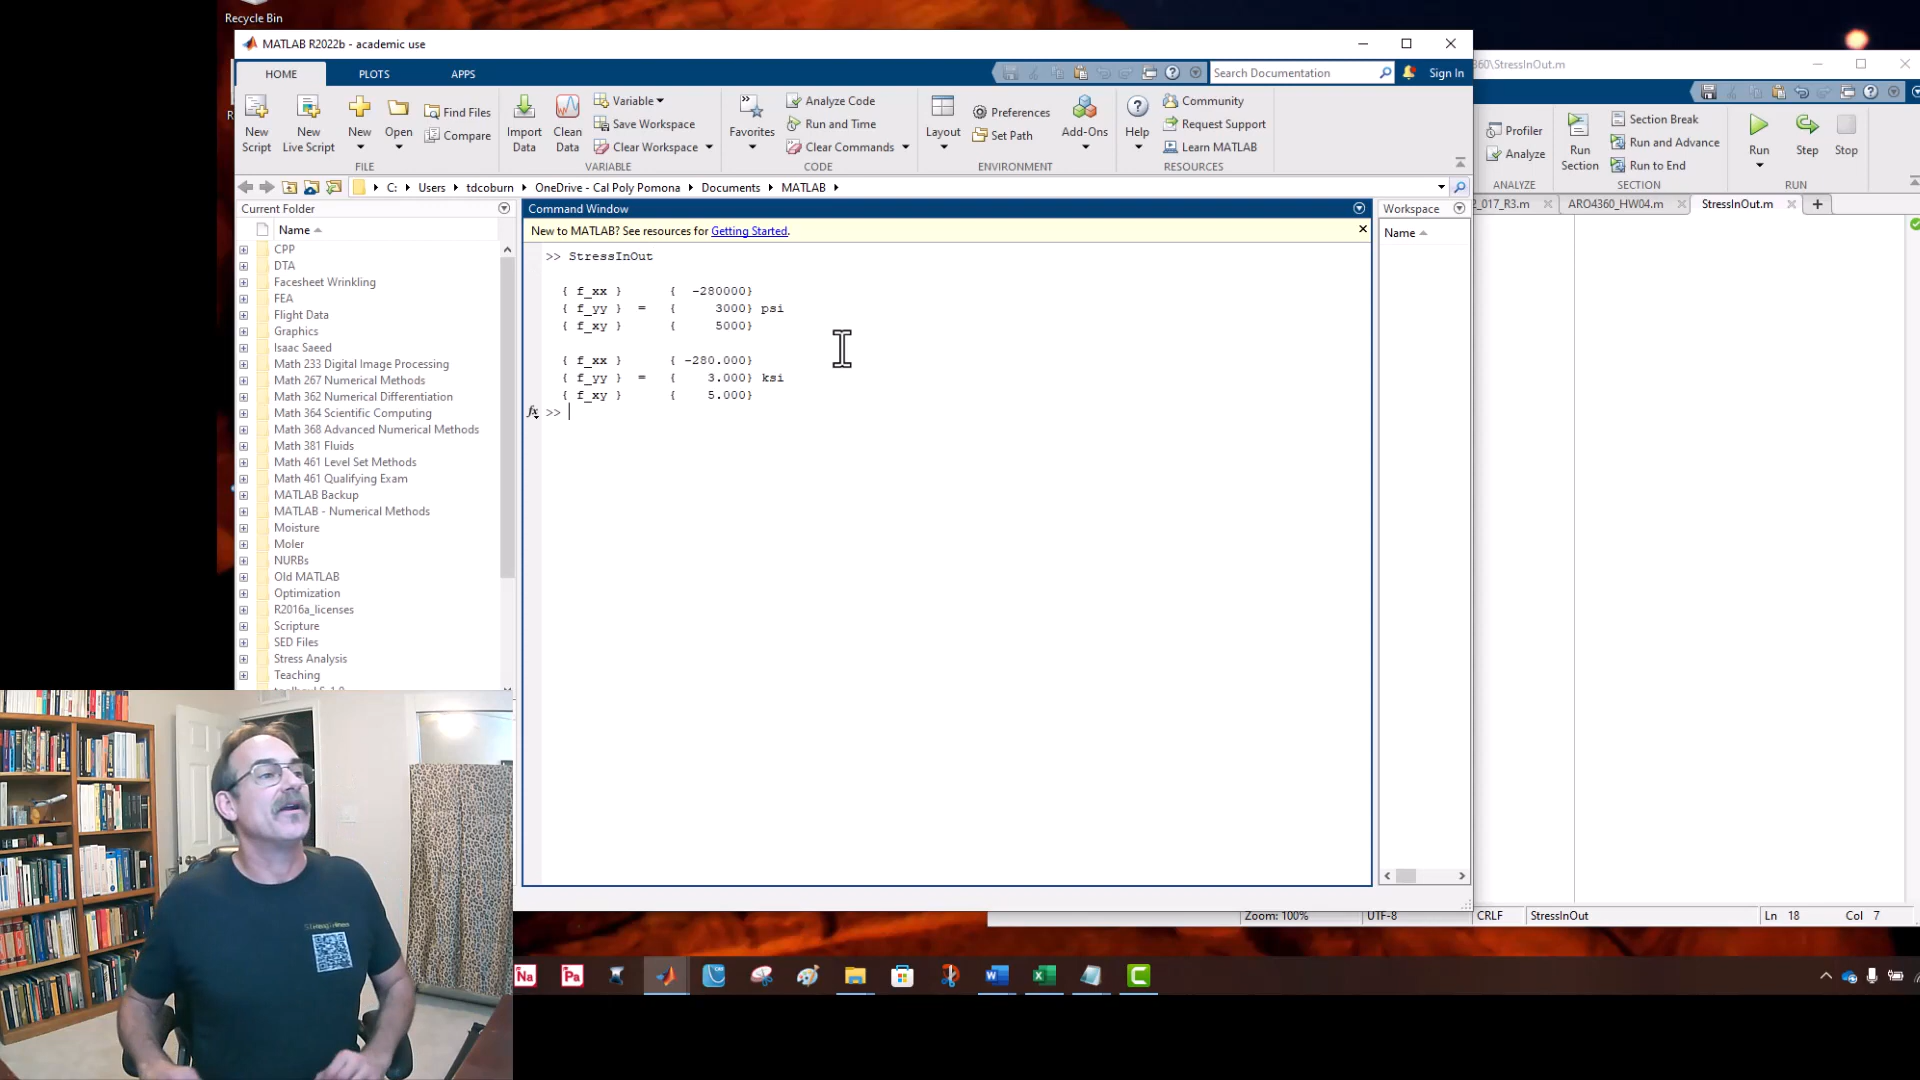 Recycle Bin
MATLAB R2022b - academic use
360\StressInOut.m
HOME PLOTS APPS
Search Documentation
Sign In
New Script
New Live Script
New
Open
Find Files
Compare
FILE
Import Data
Clean Data
Variable
Save Workspace
Clear Workspace
VARIABLE
Favorites
Analyze Code
Run and Time
Clear Commands
CODE
Layout
Preferences
Set Path
Add-Ons
ENVIRONMENT
Help
Community
Request Support
Learn MATLAB
RESOURCES
Profiler
Analyze
ANALYZE
Run Section
Section Break
Run and Advance
Run to End
SECTION
Run
Step
Stop
RUN
C: Users tdcoburn OneDrive - Cal Poly Pomona Documents MATLAB
2_017_R3.m ARO4360_HW04.m StressInOut.m
Current Folder
Name
CPP
DTA
Facesheet Wrinkling
FEA
Flight Data
Graphics
Isaac Saeed
Math 233 Digital Image Processing
Math 267 Numerical Methods
Math 362 Numerical Differentiation
Math 364 Scientific Computing
Math 368 Advanced Numerical Methods
Math 381 Fluids
Math 461 Level Set Methods
Math 461 Qualifying Exam
MATLAB Backup
MATLAB - Numerical Methods
Moisture
Moler
NURBs
Old MATLAB
Optimization
R2016a_licenses
Scripture
SED Files
Stress Analysis
Teaching
Command Window
New to MATLAB? See resources for Getting Started.
>> StressInOut
{ f_xx } { -280000}
{ f_yy } = { 3000} psi
{ f_xy } { 5000}
{ f_xx } { -280.000}
{ f_yy } = { 3.000} ksi
{ f_xy } { 5.000}
fx >>
Workspace
Name
Zoom: 100% UTF-8 CRLF StressInOut Ln 18 Col 7
Na Pa